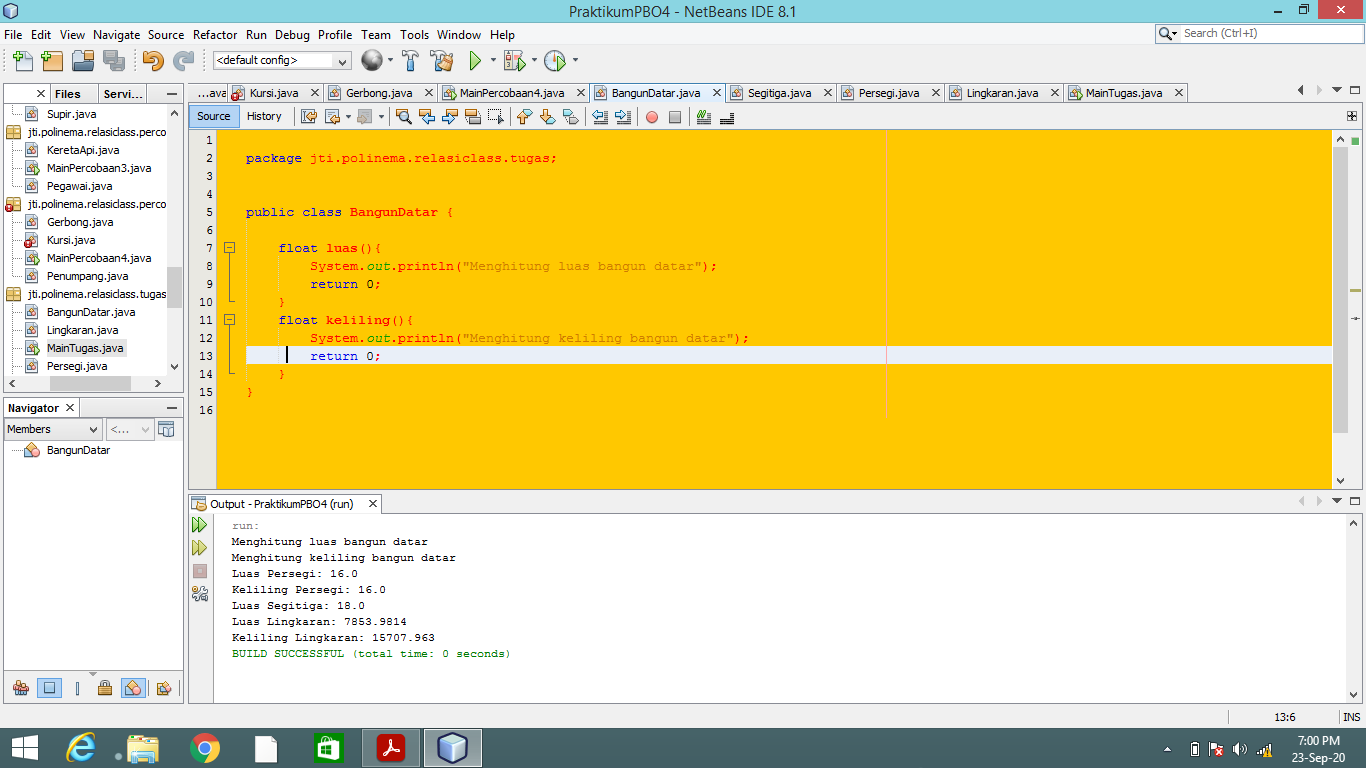 PraktikumPBO4 - NetBeans IDE 8.1
File Edit View Navigate Source Refactor Run Debug Profile Team Tools Window Help
Search (Ctrl+I)
<default config>
Files Servi...
...ava Kursi.java Gerbong.java MainPercobaan4.java BangunDatar.java Segitiga.java Persegi.java Lingkaran.java MainTugas.java
Supir.java
jti.polinema.relasiclass.perco
KeretaApi.java
MainPercobaan3.java
Pegawai.java
jti.polinema.relasiclass.perco
Gerbong.java
Kursi.java
MainPercobaan4.java
Penumpang.java
jti.polinema.relasiclass.tugas
BangunDatar.java
Lingkaran.java
MainTugas.java
Persegi.java
Navigator
Members <...
BangunDatar
Source History
1
2 package jti.polinema.relasiclass.tugas;
3
4
5 public class BangunDatar {
6
7 float luas(){
8 System.out.println("Menghitung luas bangun datar");
9 return 0;
10 }
11 float keliling(){
12 System.out.println("Menghitung keliling bangun datar");
13 return 0;
14 }
15 }
16
Output - PraktikumPBO4 (run)
run:
Menghitung luas bangun datar
Menghitung keliling bangun datar
Luas Persegi: 16.0
Keliling Persegi: 16.0
Luas Segitiga: 18.0
Luas Lingkaran: 7853.9814
Keliling Lingkaran: 15707.963
BUILD SUCCESSFUL (total time: 0 seconds)
13:6 INS
7:00 PM
23-Sep-20